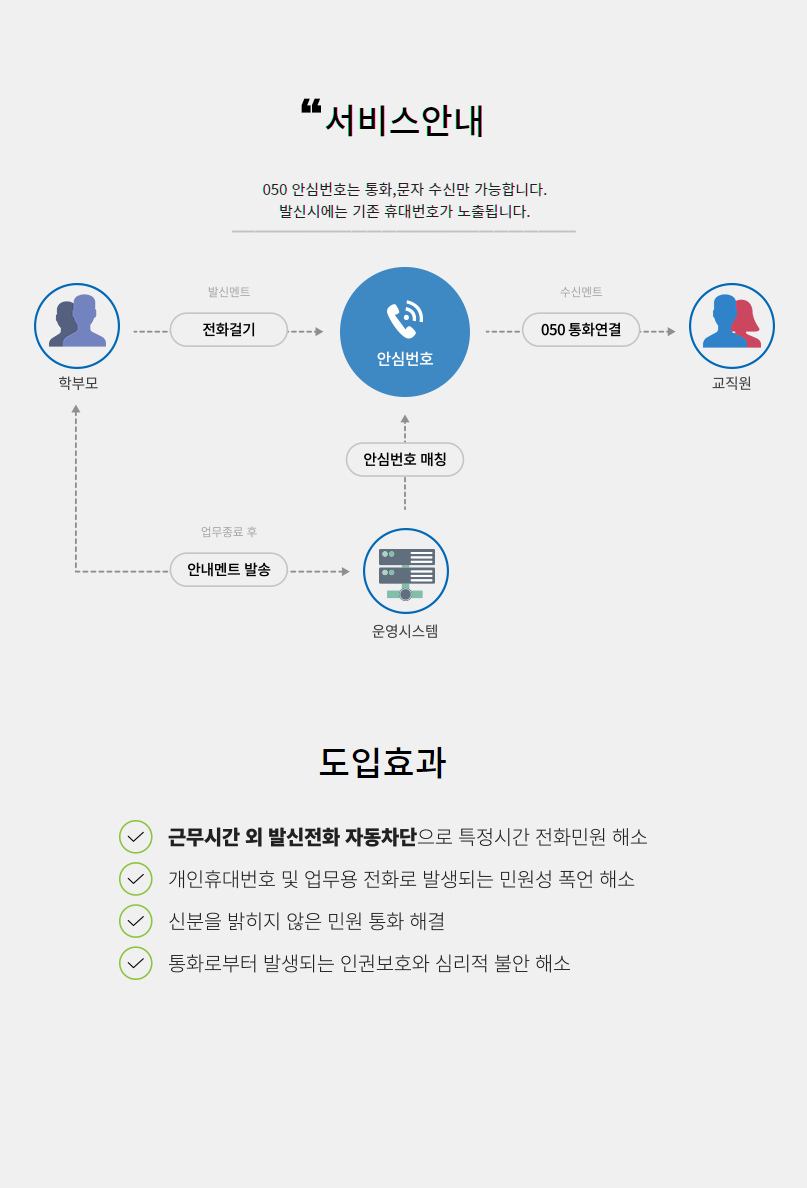 ❝서비스안내
050 안심번호는 통화,문자 수신만 가능합니다.
발신시에는 기존 휴대번호가 노출됩니다.
발신멘트
수신멘트
전화걸기
050 통화연결
안심번호
학부모
교직원
안심번호 매칭
업무종료 후
안내멘트 발송
운영시스템
도입효과
근무시간 외 발신전화 자동차단으로 특정시간 전화민원 해소
개인휴대번호 및 업무용 전화로 발생되는 민원성 폭언 해소
신분을 밝히지 않은 민원 통화 해결
통화로부터 발생되는 인권보호와 심리적 불안 해소